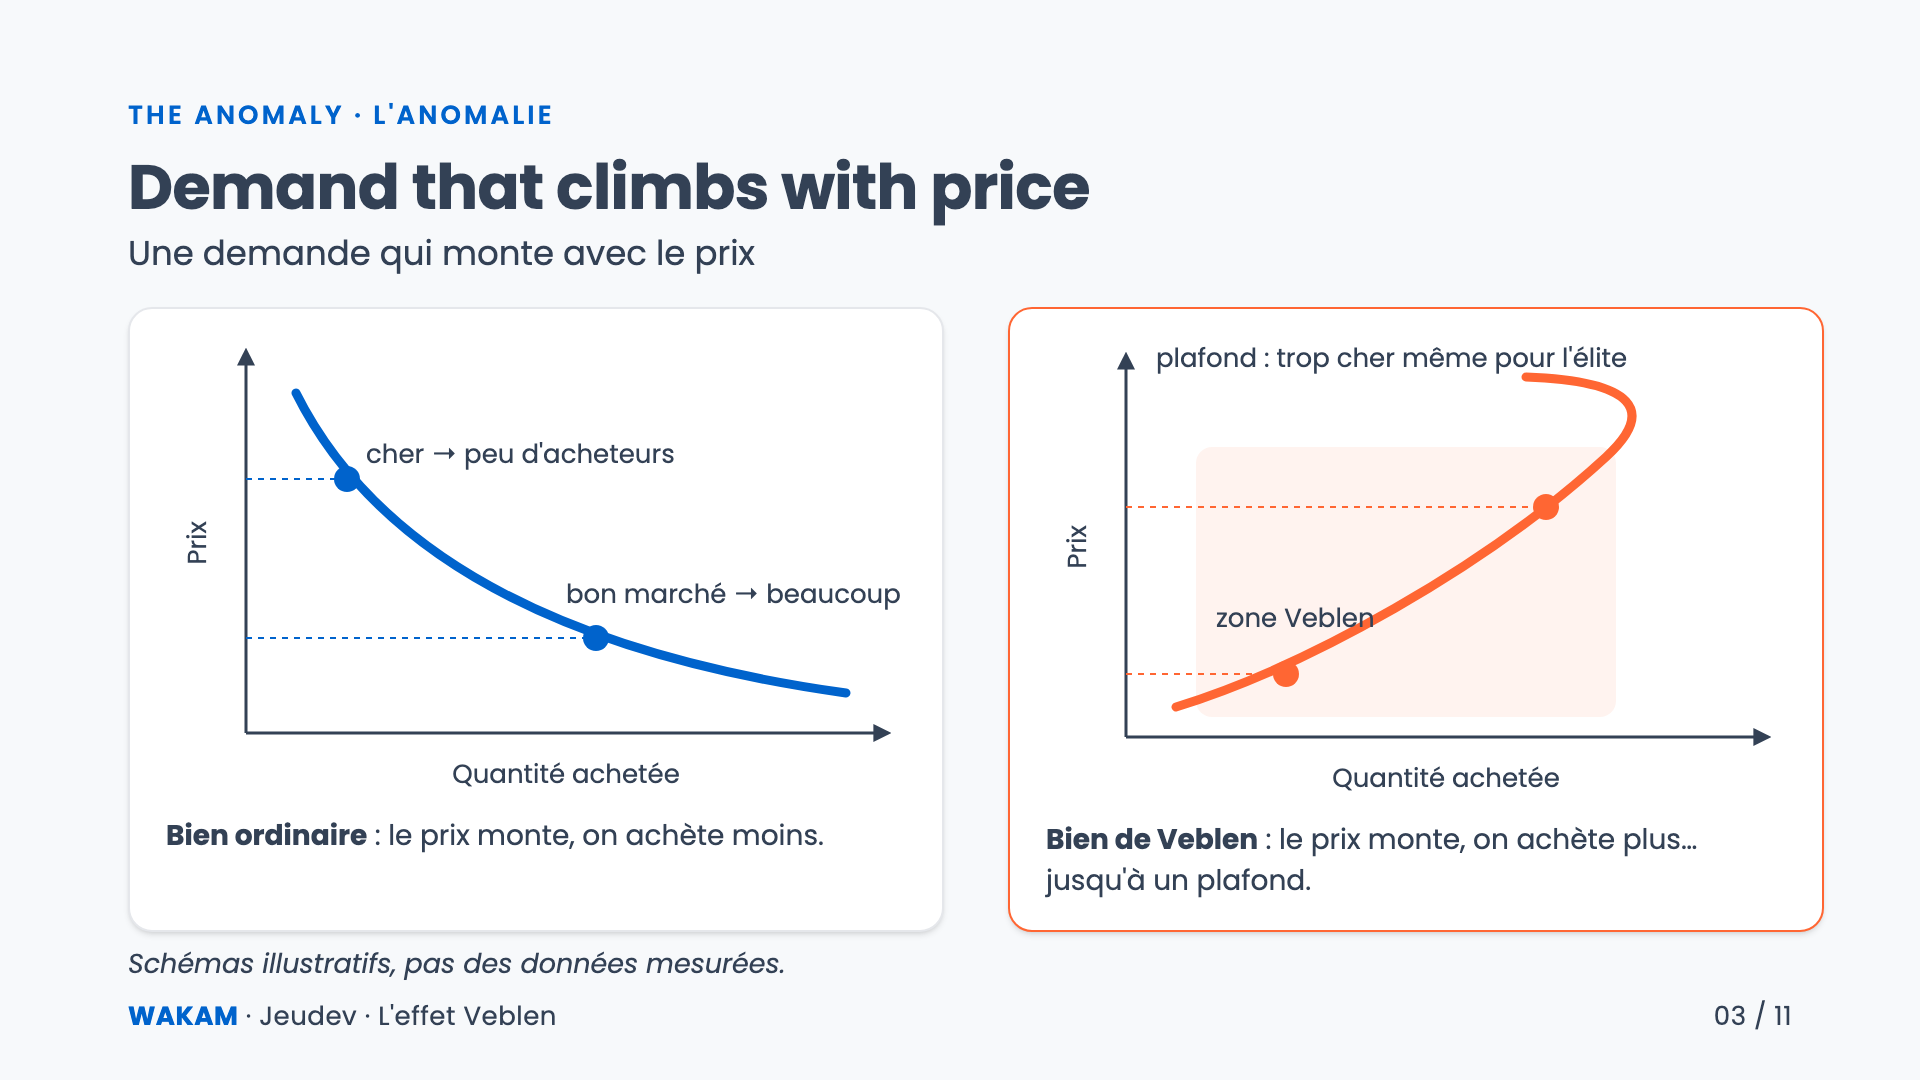 THE ANOMALY · L'ANOMALIE
Demand that climbs with price
Une demande qui monte avec le prix
cher → peu d'acheteurs
bon marché → beaucoup
Prix
Quantité achetée
Bien ordinaire : le prix monte, on achète moins.
plafond : trop cher même pour l'élite
zone Veblen
Prix
Quantité achetée
Bien de Veblen : le prix monte, on achète plus…
jusqu'à un plafond.
Schémas illustratifs, pas des données mesurées.
WAKAM · Jeudev · L'effet Veblen
03 / 11